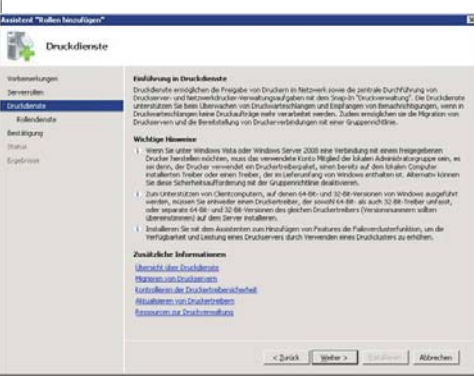 Assistent "Rollen hinzufügen"
Druckdienste
Vorbemerkungen
Serverrollen
Druckdienste
Rollendienste
Bestätigung
Status
Ergebnisse
Einführung in Druckdienste
Druckdienste ermöglichen die Freigabe von Druckern im Netzwerk sowie die zentrale Durchführung von
Druckserver- und Netzwerkdrucker-Verwaltungsaufgaben mit dem Snap-In "Druckverwaltung". Die Druckdienste
unterstützen Sie beim Überwachen von Druckwarteschlangen und Empfangen von Benachrichtigungen, wenn in
Druckwarteschlangen keine Druckaufträge mehr verarbeitet werden. Zudem ermöglichen sie die Migration von
Druckservern und die Bereitstellung von Druckerverbindungen mit einer Gruppenrichtlinie.
Wichtige Hinweise
Wenn Sie unter Windows Vista oder Windows Server 2008 eine Verbindung mit einem freigegebenen
Drucker herstellen möchten, muss das verwendete Konto Mitglied der lokalen Administratorgruppe sein, es
sei denn, der Drucker verwendet ein Druckertreiberpaket, einen bereits auf dem lokalen Computer
installierten Treiber oder einen Treiber, der im Lieferumfang von Windows enthalten ist. Alternativ können
Sie diese Sicherheitsaufforderung mit der Gruppenrichtlinie deaktivieren.
Zum Unterstützen von Clientcomputern, auf denen 64-Bit- und 32-Bit-Versionen von Windows ausgeführt
werden, müssen Sie entweder einen Druckertreiber, der sowohl 64-Bit- als auch 32-Bit-Treiber umfasst,
oder separate 64-Bit- und 32-Bit-Versionen des gleichen Druckertreibers (Versionsnummern sollten
übereinstimmen) auf dem Server installieren.
Installieren Sie mit dem Assistenten zum Hinzufügen von Features die Failoverclusterfunktion, um die
Verfügbarkeit und Leistung eines Druckservers durch Verwenden eines Druckclusters zu erhöhen.
Zusätzliche Informationen
Übersicht über Druckdienste
Migrieren von Druckservern
Kontrollieren der Druckertreibersicherheit
Aktualisieren von Druckertreibern
Ressourcen zur Druckverwaltung
< Zurück
Weiter >
Installieren
Abbrechen